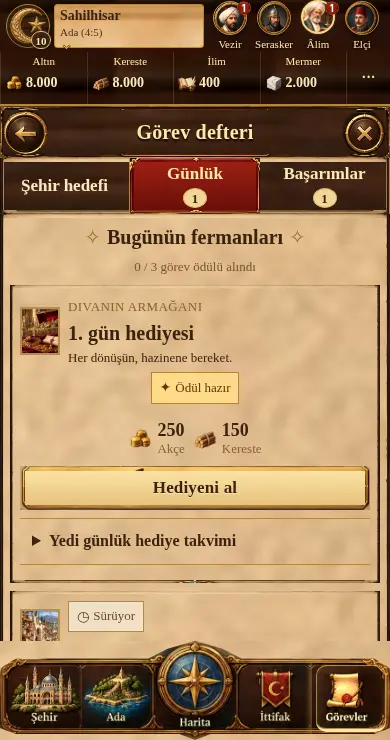 Sahilhisar
Ada (4:5)
10
1
1
Vezir
Serasker
Âlim
Elçi
Altın
Kereste
İlim
Mermer
8.000
8.000
400
2.000
...
Görev defteri
Şehir hedefi
Günlük
1
Başarımlar
1
Bugünün fermanları
0 / 3 görev ödülü alındı
DIVANIN ARMAĞANI
1. gün hediyesi
Her dönüşün, hazinene bereket.
Ödül hazır
250
Akçe
150
Kereste
Hediyeni al
Yedi günlük hediye takvimi
Sürüyor
Şehir
Ada
Harita
İttifak
Görevler